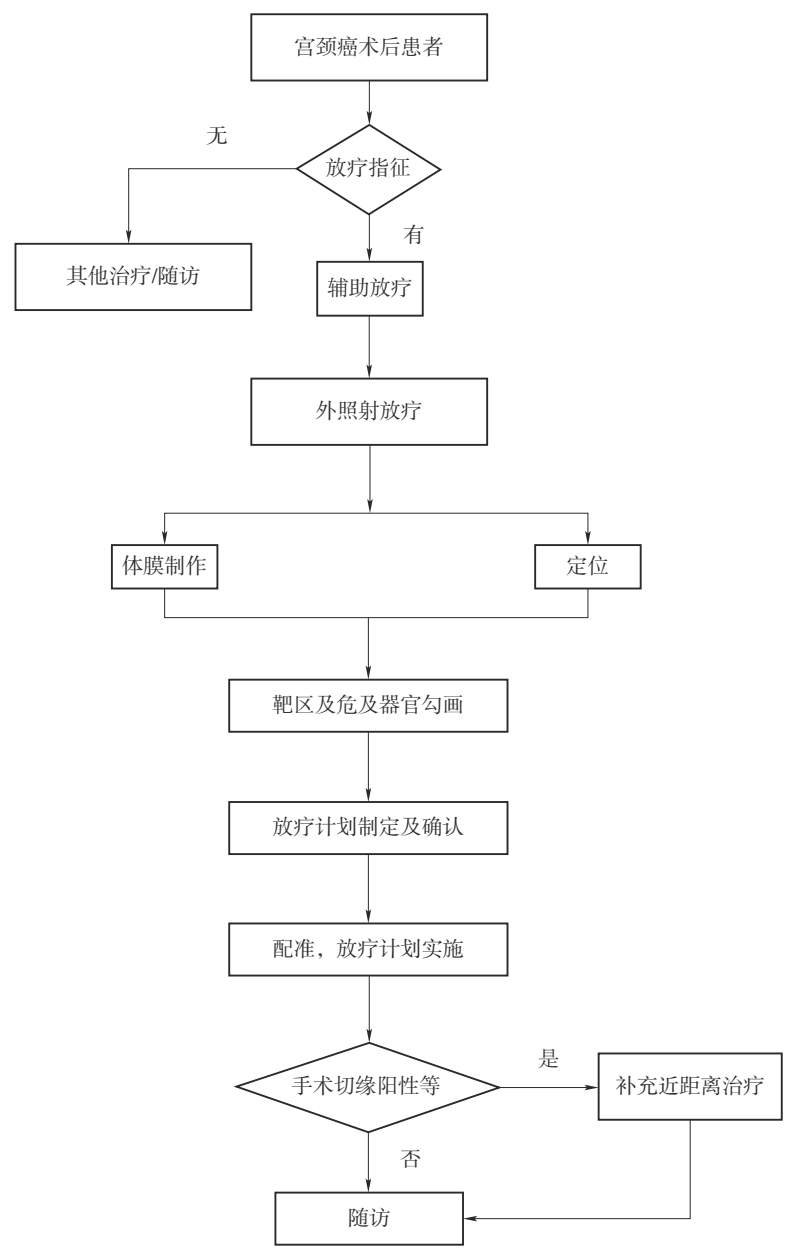 宫颈癌术后患者
无
放疗指征
有
其他治疗/随访
辅助放疗
外照射放疗
体膜制作
定位
靶区及危及器官勾画
放疗计划制定及确认
配准，放疗计划实施
手术切缘阳性等
是
补充近距离治疗
否
随访